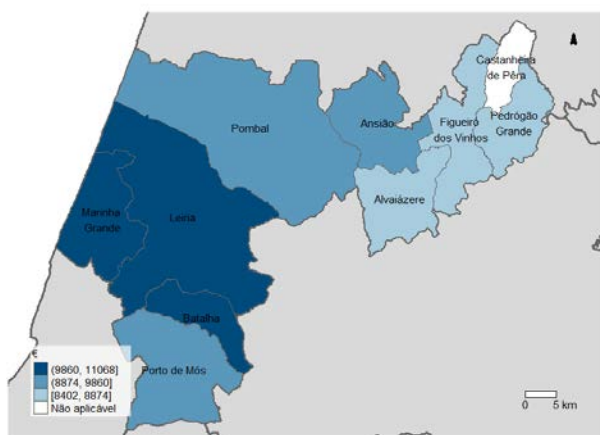 Castanheira
de Pêra
Pombal
Ansião
Figueiró
dos Vinhos
Pedrógão
Grande
Alvaiázere
Marinha
Grande
Leiria
Batalha
Porto de Mós
€
(9860, 11068]
(8874, 9860]
[8402, 8874]
Não aplicável
0 5 km